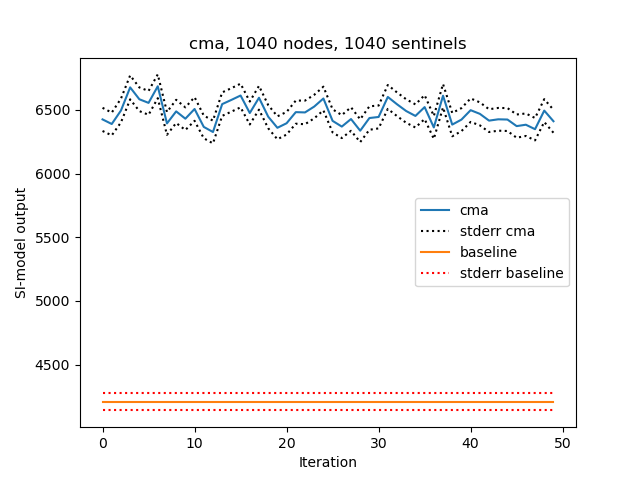 cma, 1040 nodes, 1040 sentinels
SI-model output
6500
6000
5500
5000
4500
cma
stderr cma
baseline
stderr baseline
0 10 20 30 40 50
Iteration